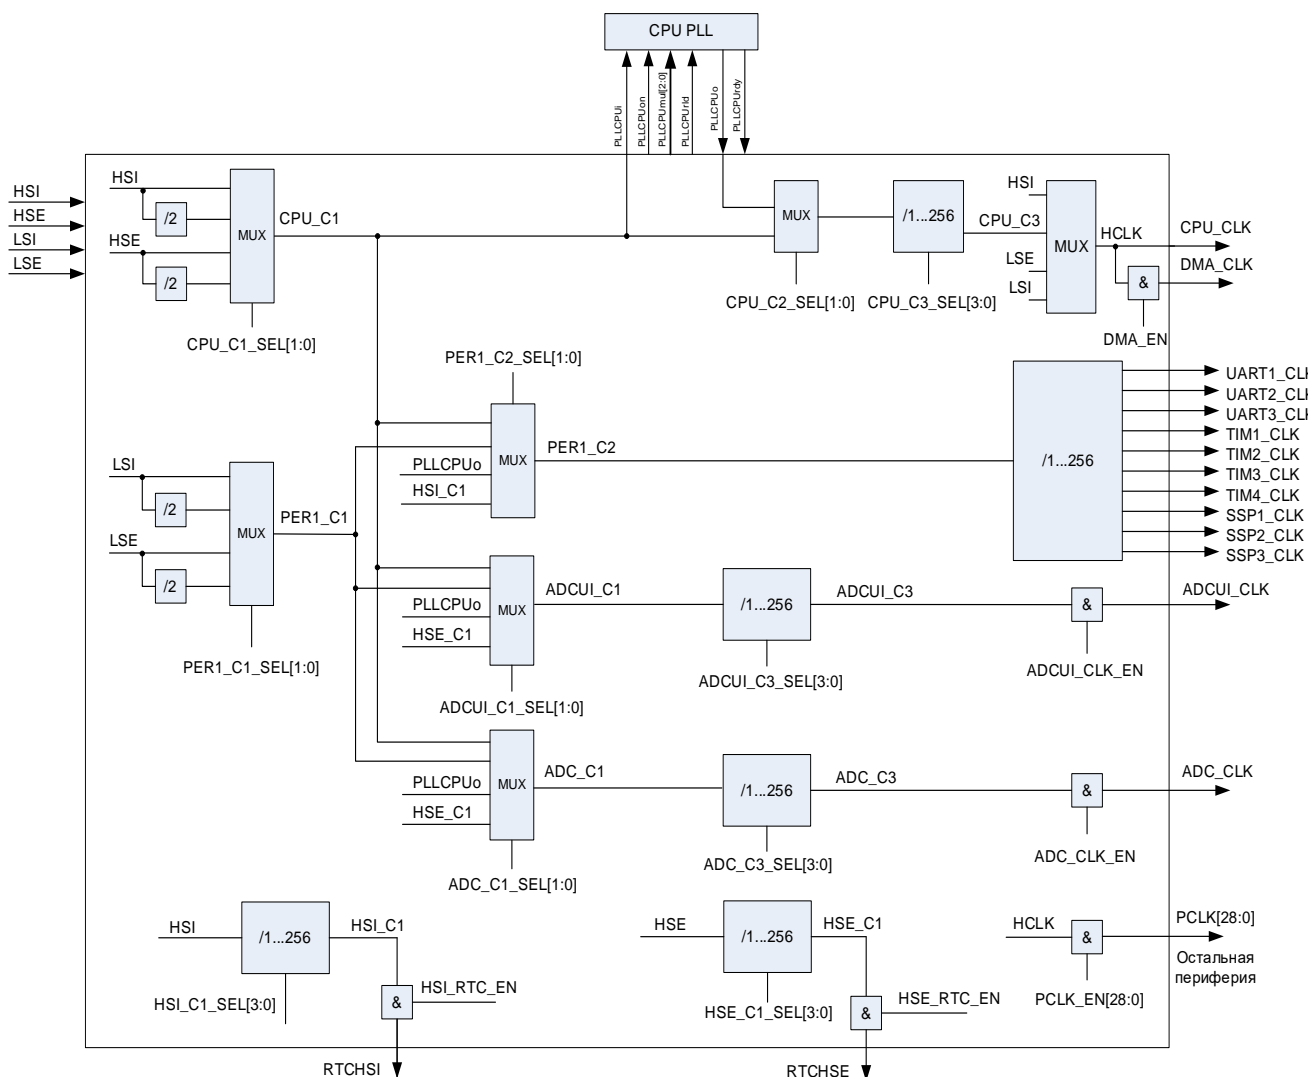 CPU PLL
PLLCPUi
PLLCPUon
PLLCPUmul[2:0]
PLLCPUrld
PLLCPUo
PLLCPUrdy
HSI
HSE
LSI
LSE
HSI
/2
HSE
/2
MUX
CPU_C1
CPU_C1_SEL[1:0]
MUX
CPU_C2_SEL[1:0]
/1...256
CPU_C3_SEL[3:0]
HSI
CPU_C3
LSE
LSI
MUX
HCLK
CPU_CLK
DMA_CLK
&
DMA_EN
PER1_C2_SEL[1:0]
PLLCPUo
HSI_C1
MUX
PER1_C2
/1...256
UART1_CLK
UART2_CLK
UART3_CLK
TIM1_CLK
TIM2_CLK
TIM3_CLK
TIM4_CLK
SSP1_CLK
SSP2_CLK
SSP3_CLK
LSI
/2
LSE
/2
MUX
PER1_C1
PER1_C1_SEL[1:0]
PLLCPUo
HSE_C1
MUX
ADCUI_C1
ADCUI_C1_SEL[1:0]
/1...256
ADCUI_C3
ADCUI_C3_SEL[3:0]
&
ADCUI_CLK
ADCUI_CLK_EN
PLLCPUo
HSE_C1
MUX
ADC_C1
ADC_C1_SEL[1:0]
/1...256
ADC_C3
ADC_C3_SEL[3:0]
&
ADC_CLK
ADC_CLK_EN
HSI
/1...256
HSI_C1
HSI_C1_SEL[3:0]
&
HSI_RTC_EN
RTCHSI
HSE
/1...256
HSE_C1
HSE_C1_SEL[3:0]
&
HSE_RTC_EN
RTCHSE
HCLK
&
PCLK[28:0]
Остальная
периферия
PCLK_EN[28:0]